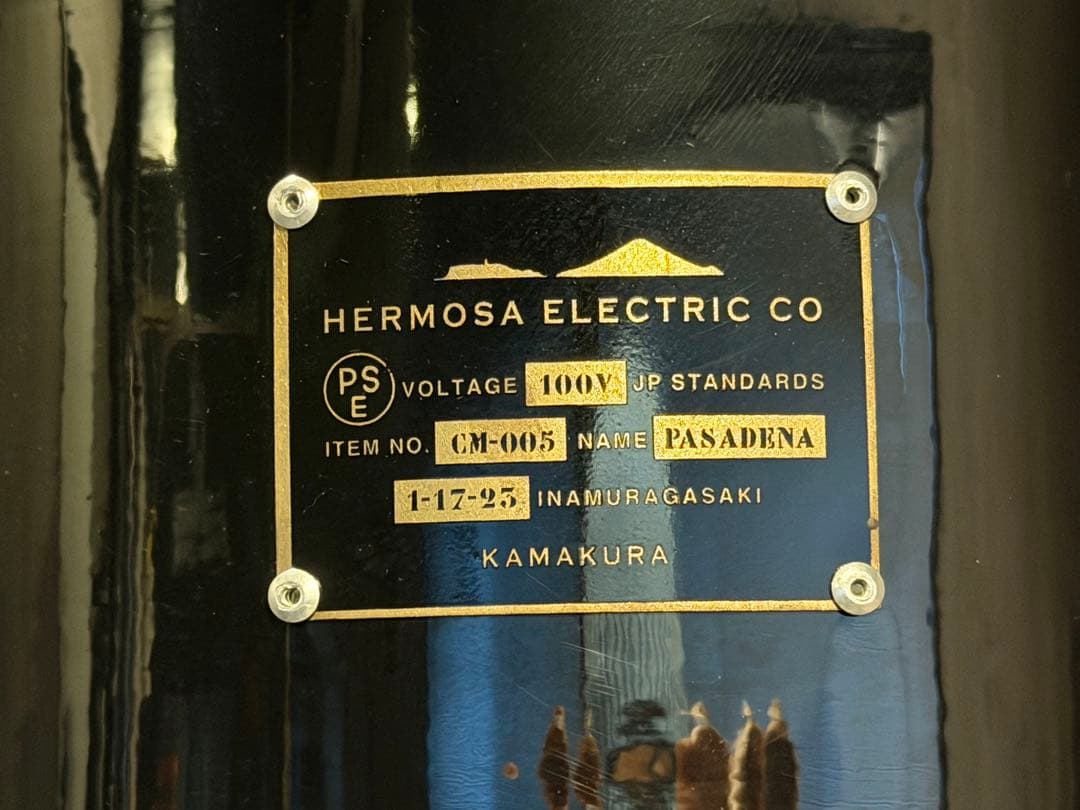 HERMOSA ELECTRIC CO
PSE VOLTAGE 100V JP STANDARDS
ITEM NO. CM-005 NAME PASADENA
1-17-23 INAMURAGASAKI
KAMAKURA